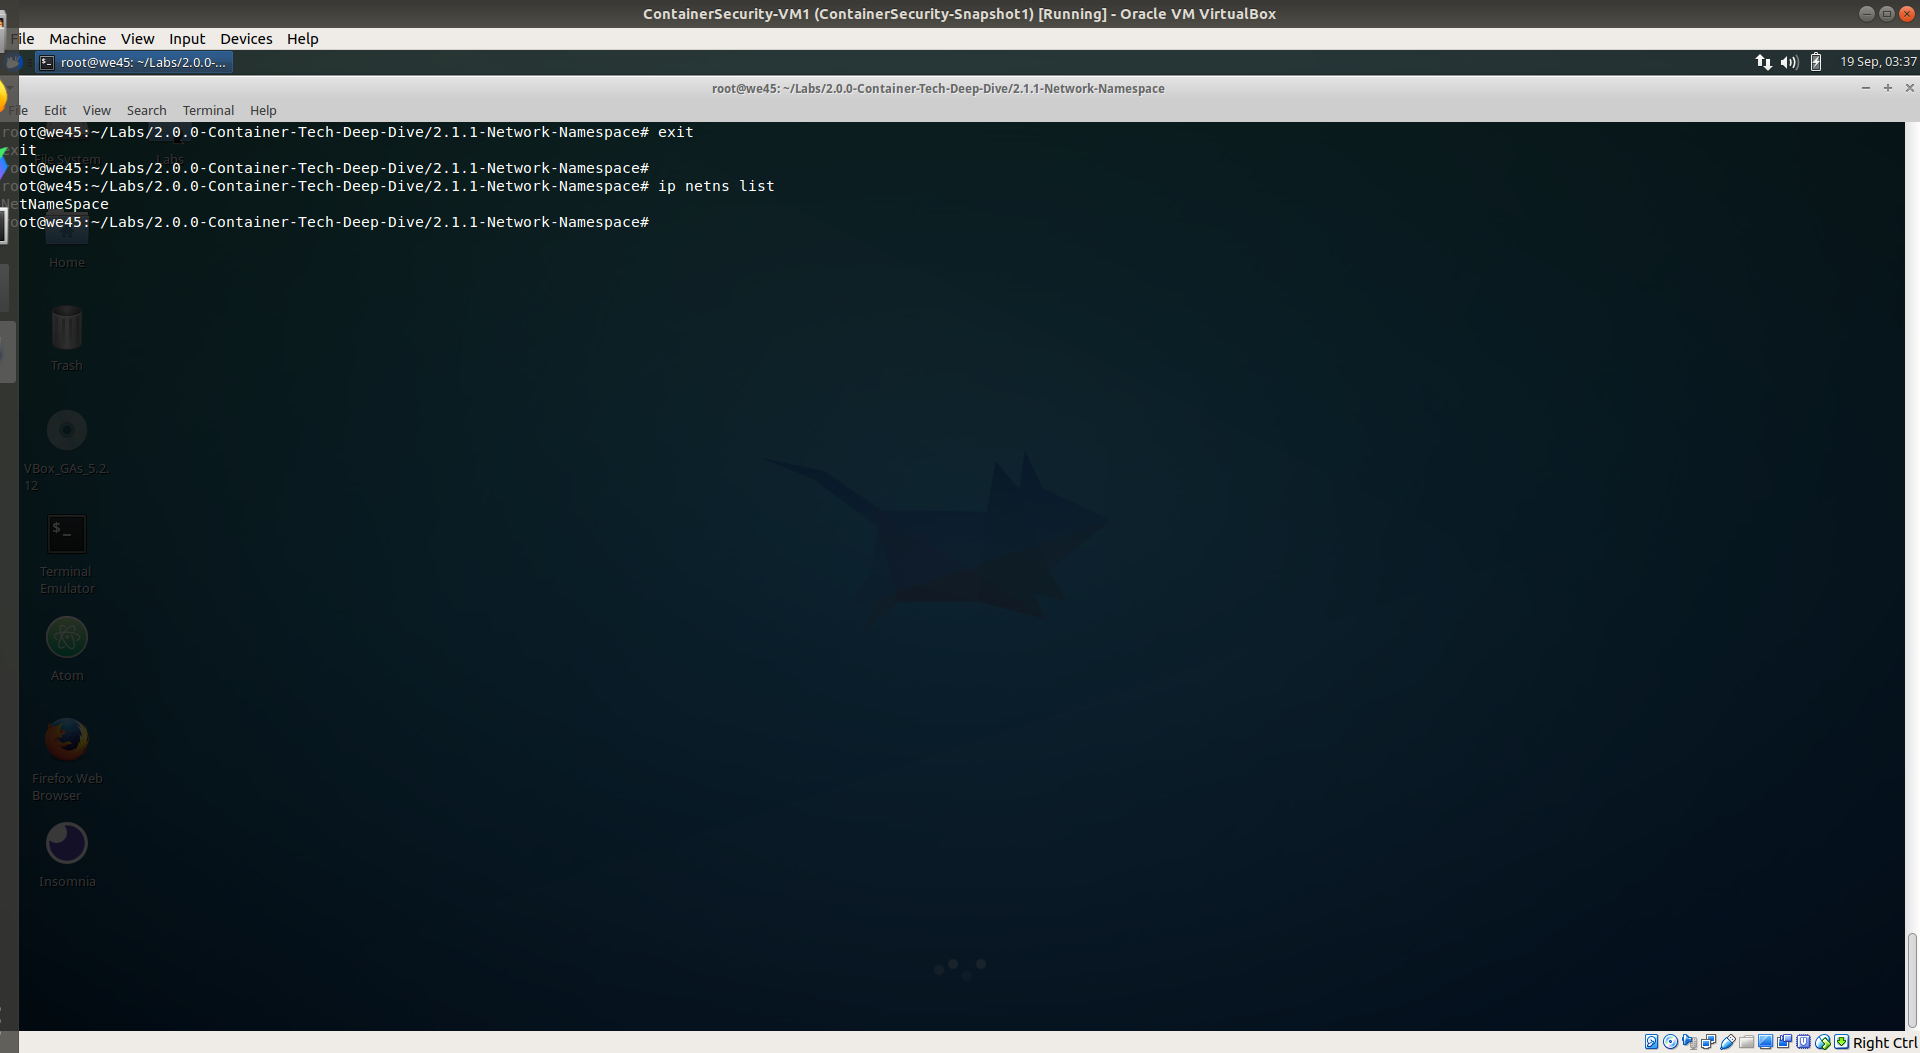 ContainerSecurity-VM1 (ContainerSecurity-Snapshot1) [Running] - Oracle VM VirtualBox
File Machine View Input Devices Help
root@we45: ~/Labs/2.0.0-...
19 Sep, 03:37
root@we45: ~/Labs/2.0.0-Container-Tech-Deep-Dive/2.1.1-Network-Namespace
File Edit View Search Terminal Help
root@we45:~/Labs/2.0.0-Container-Tech-Deep-Dive/2.1.1-Network-Namespace# exit
exit
root@we45:~/Labs/2.0.0-Container-Tech-Deep-Dive/2.1.1-Network-Namespace#
root@we45:~/Labs/2.0.0-Container-Tech-Deep-Dive/2.1.1-Network-Namespace# ip netns list
NetNameSpace
root@we45:~/Labs/2.0.0-Container-Tech-Deep-Dive/2.1.1-Network-Namespace#
File System
Labs
Home
Trash
VBox_GAs_5.2.
12
Terminal
Emulator
Atom
Firefox Web
Browser
Insomnia
Right Ctrl